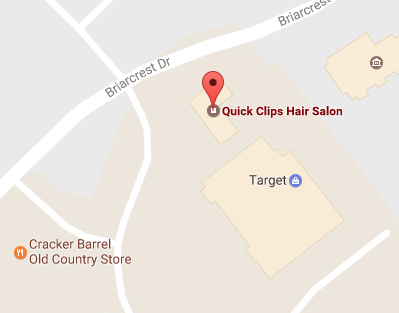 Briarcrest
Briarcrest Dr
Quick Clips Hair Salon
Target
Cracker Barrel
Old Country Store